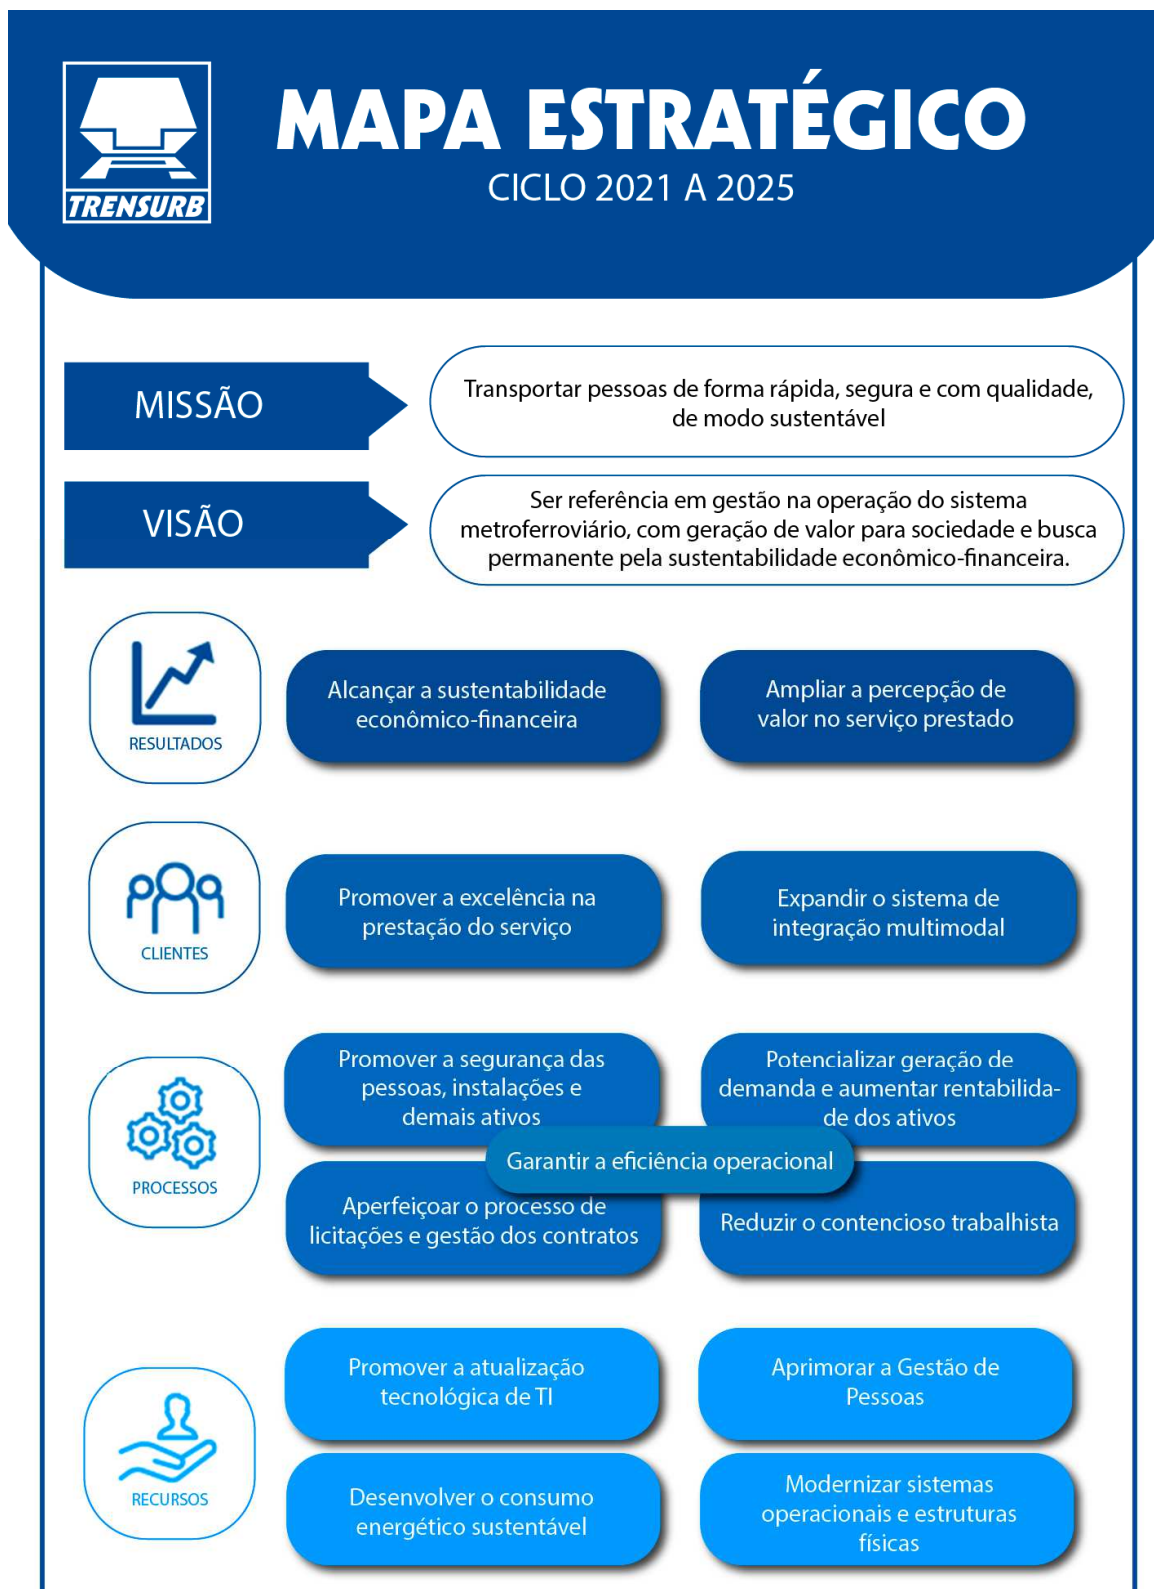 TRENSURB
MAPA ESTRATÉGICO
CICLO 2021 A 2025
MISSÃO
Transportar pessoas de forma rápida, segura e com qualidade,
de modo sustentável
VISÃO
Ser referência em gestão na operação do sistema
metroferroviário, com geração de valor para sociedade e busca
permanente pela sustentabilidade econômico-financeira.
RESULTADOS
Alcançar a sustentabilidade
econômico-financeira
Ampliar a percepção de
valor no serviço prestado
CLIENTES
Promover a excelência na
prestação do serviço
Expandir o sistema de
integração multimodal
PROCESSOS
Promover a segurança das
pessoas, instalações e
demais ativos
Potencializar geração de
demanda e aumentar rentabilida-
de dos ativos
Garantir a eficiência operacional
Aperfeiçoar o processo de
licitações e gestão dos contratos
Reduzir o contencioso trabalhista
RECURSOS
Promover a atualização
tecnológica de TI
Aprimorar a Gestão de
Pessoas
Desenvolver o consumo
energético sustentável
Modernizar sistemas
operacionais e estruturas
físicas